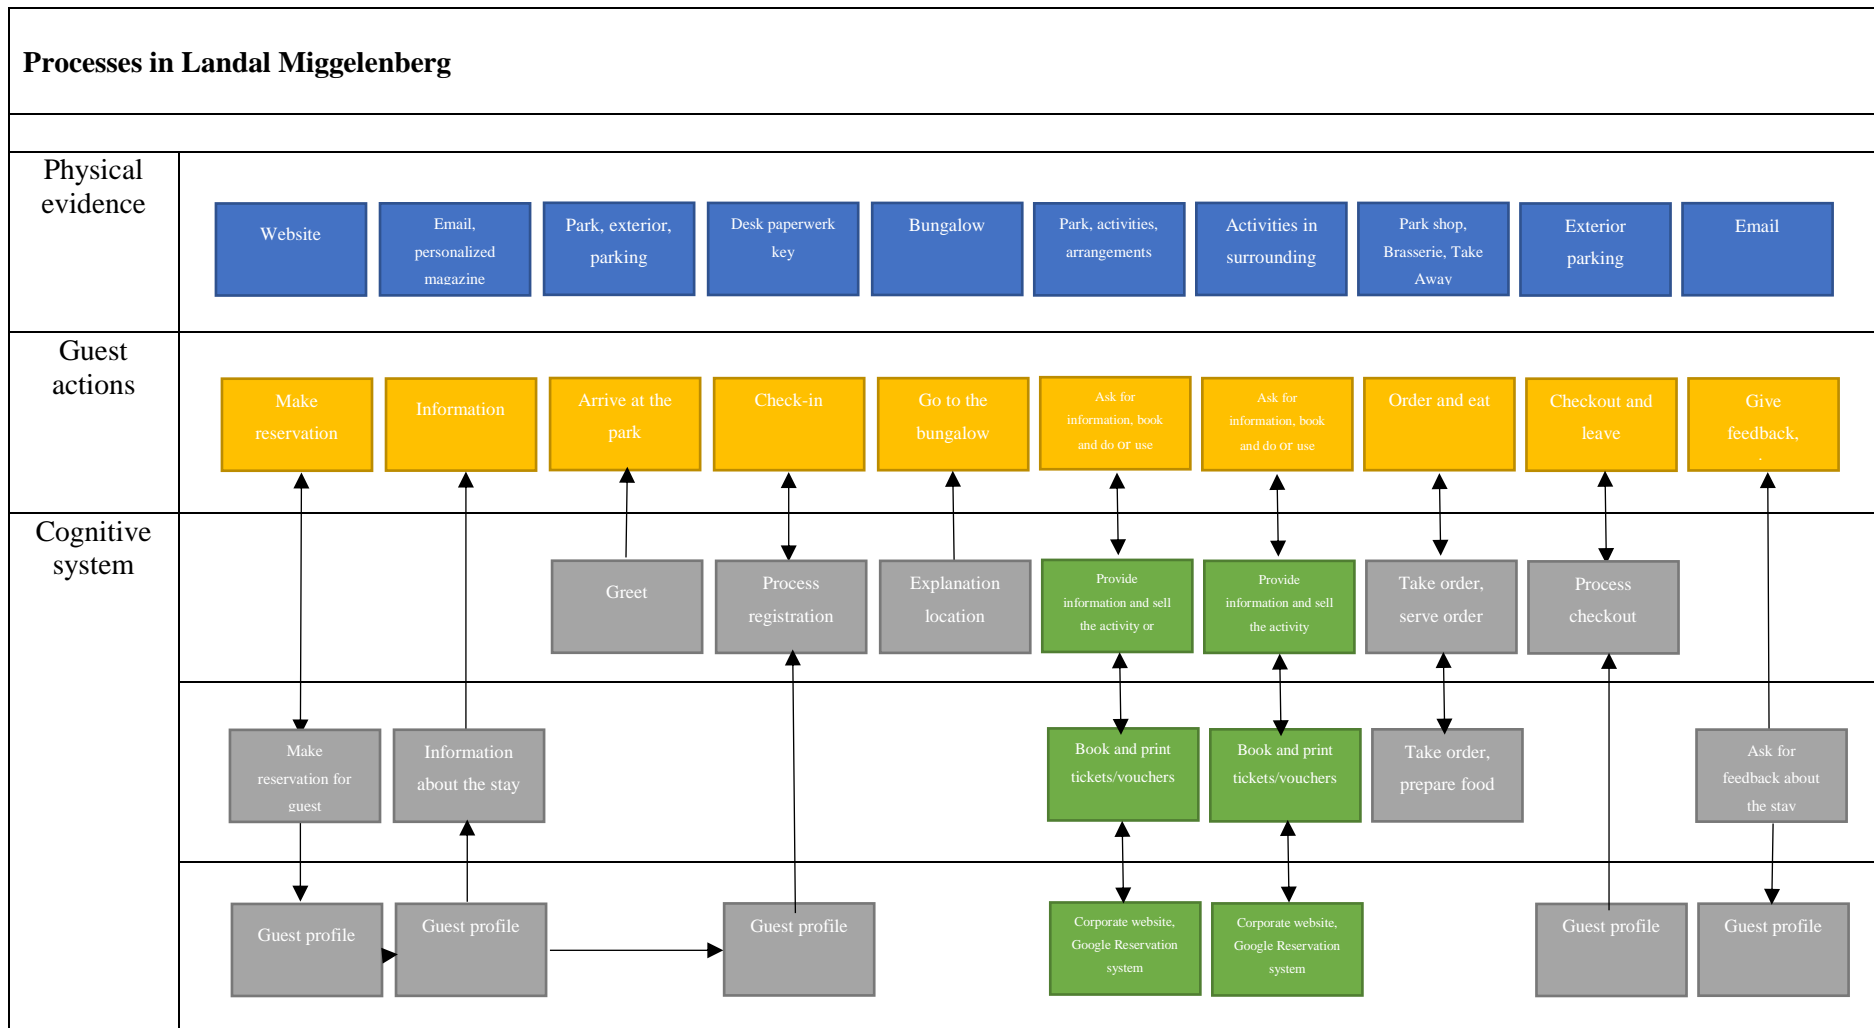 Processes in Landal Miggelenberg
Physical
evidence
Website
Email,
personalized
magazine
Park, exterior,
parking
Desk paperwerk
key
Bungalow
Park, activities,
arrangements
Activities in
surrounding
Park shop,
Brasserie, Take
Away
Exterior
parking
Email
Guest
actions
Make
reservation
Information
Arrive at the
park
Check-in
Go to the
bungalow
Ask for
information, book
and do or use
Ask for
information, book
and do or use
Order and eat
Checkout and
leave
Give
feedback,
Cognitive
system
Greet
Process
registration
Explanation
location
Provide
information and sell
the activity or
Provide
information and sell
the activity
Take order,
serve order
Process
checkout
Make
reservation for
guest
Information
about the stay
Book and print
tickets/vouchers
Book and print
tickets/vouchers
Take order,
prepare food
Ask for
feedback about
the stay
Guest profile
Guest profile
Guest profile
Corporate website,
Google Reservation
system
Corporate website,
Google Reservation
system
Guest profile
Guest profile